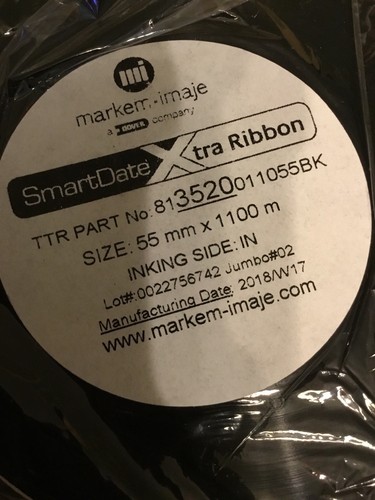 mi
markem-imaje
a DOVER company
SmartDate Xtra Ribbon
TTR PART No:813520011055BK
SIZE: 55 mm x 1100 m
INKING SIDE: IN
Lot#:0022756742 Jumbo#02
Manufacturing Date: 2018/W17
www.markem-imaje.com